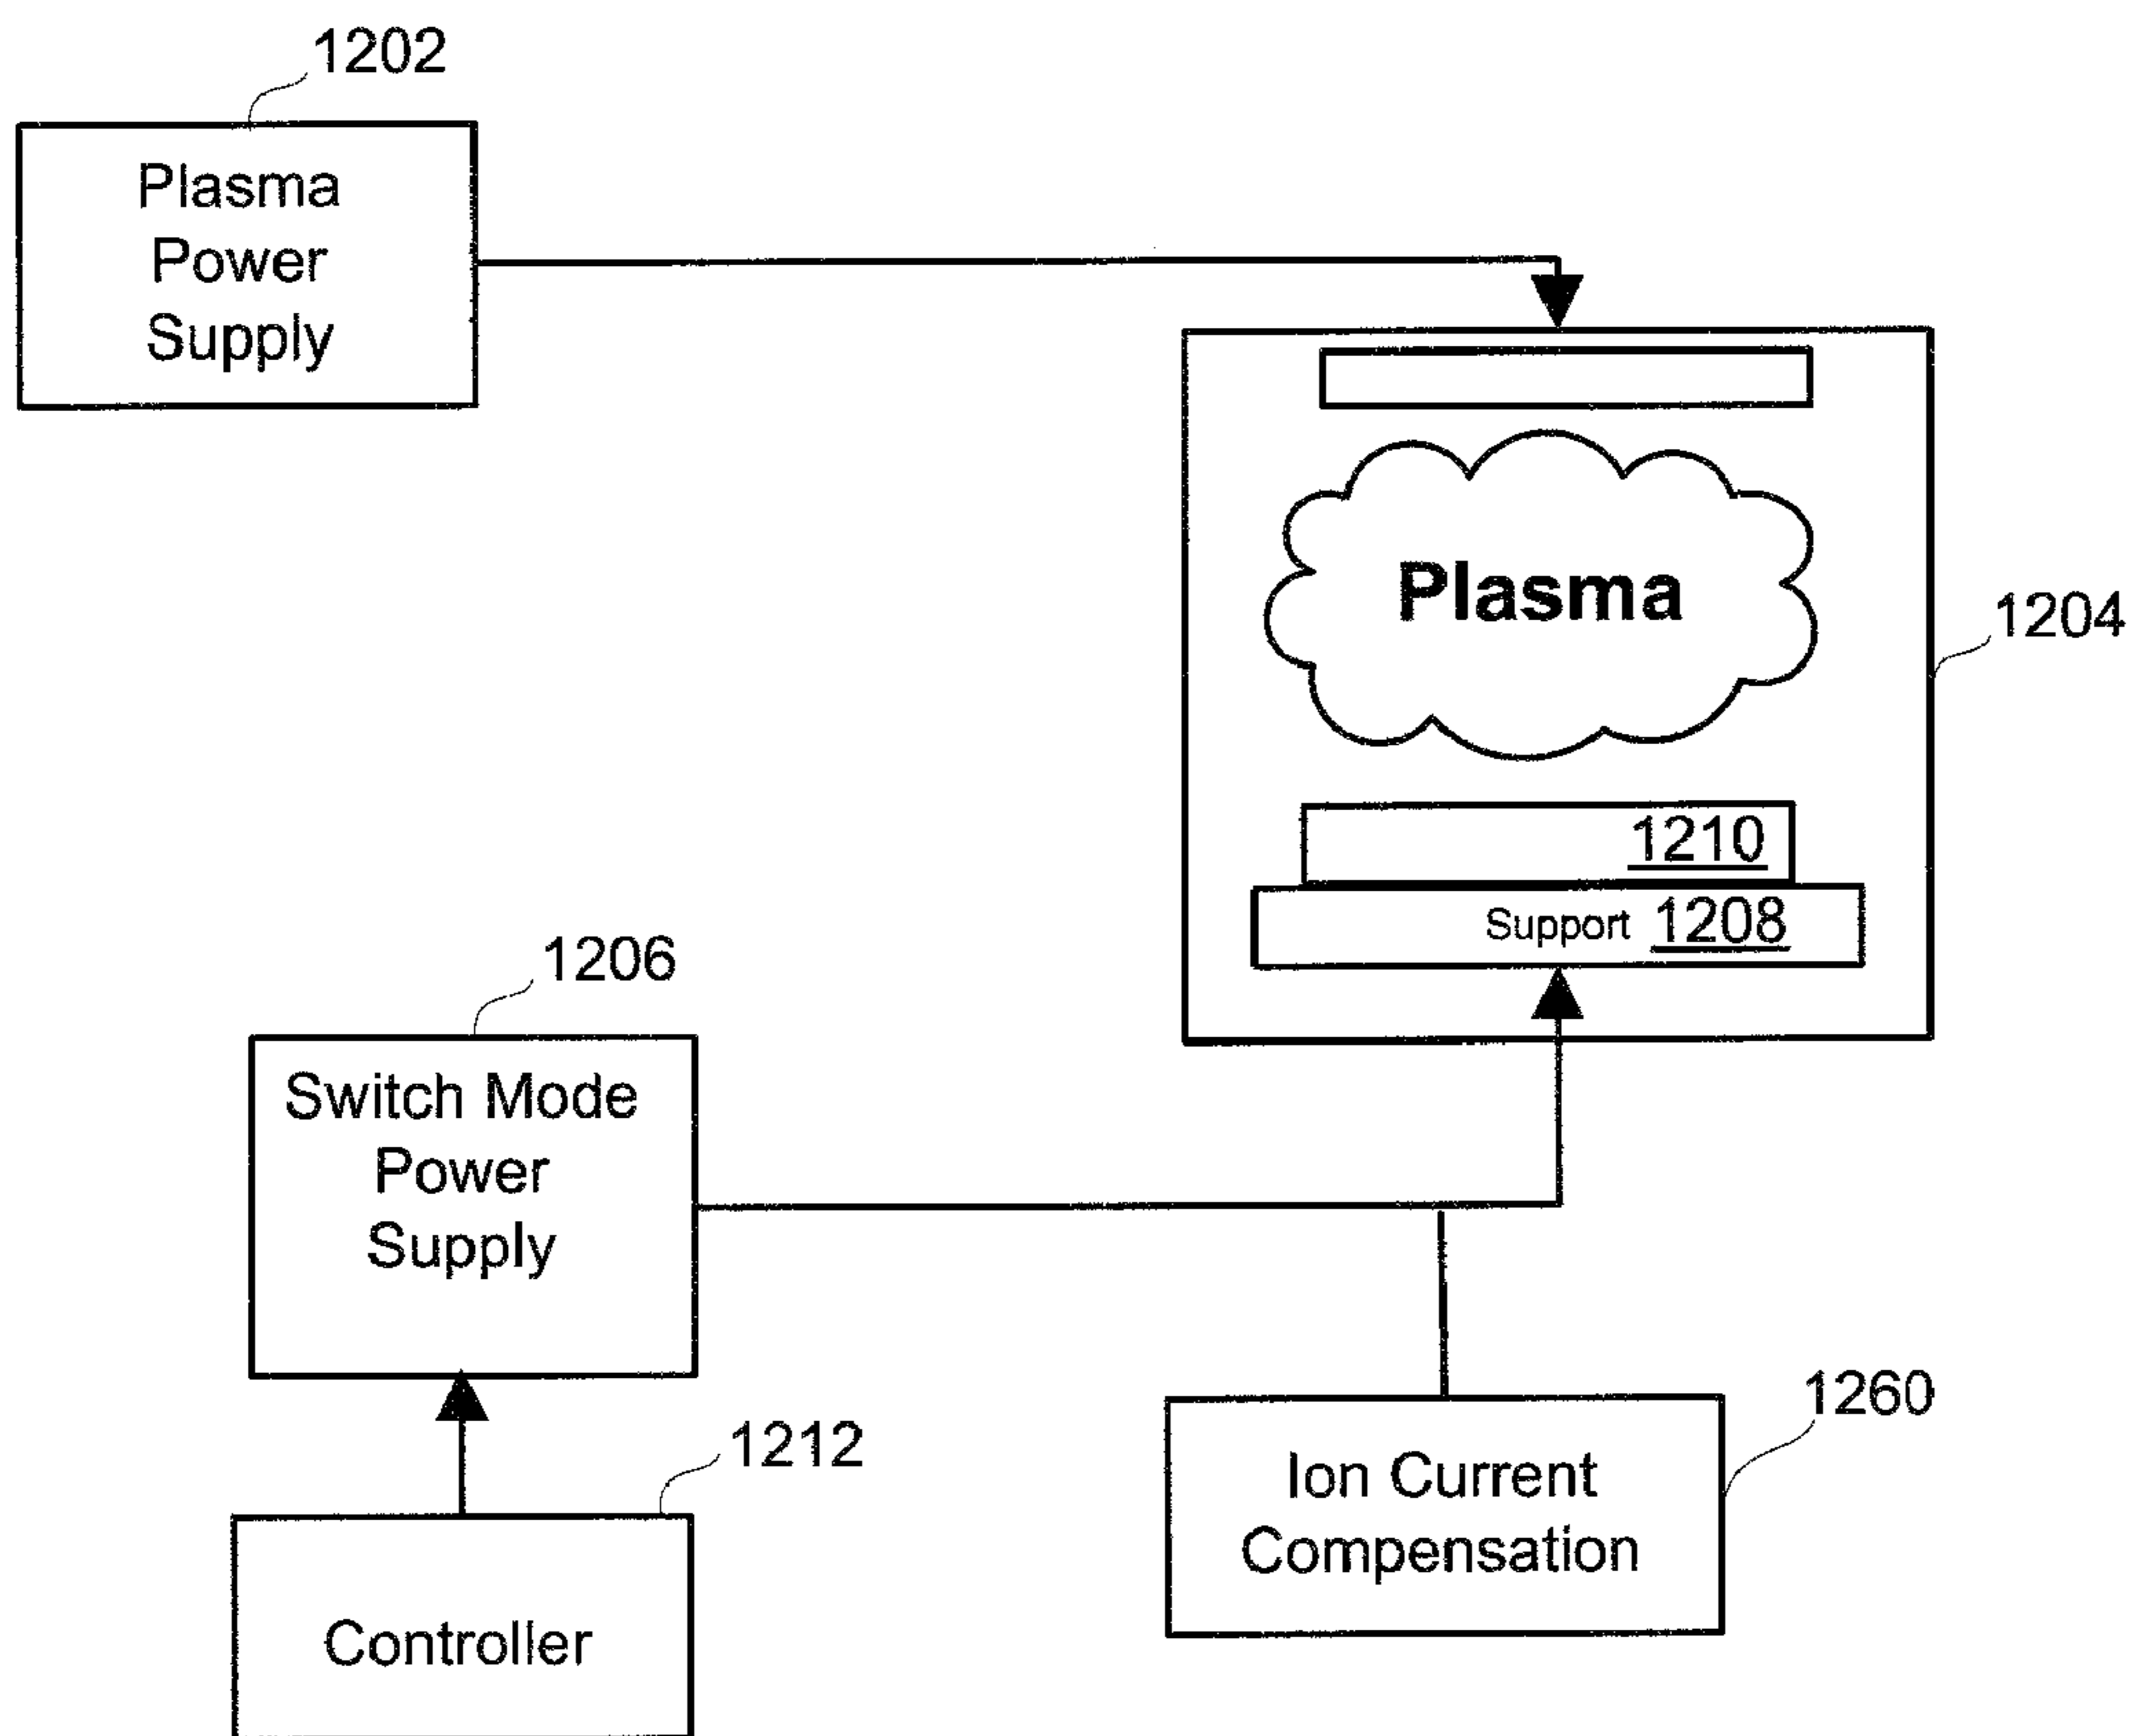 1202
Plasma
Power
Supply
Plasma
1204
1210
Support 1208
1206
Switch Mode
Power
Supply
1212
Controller
1260
Ion Current
Compensation